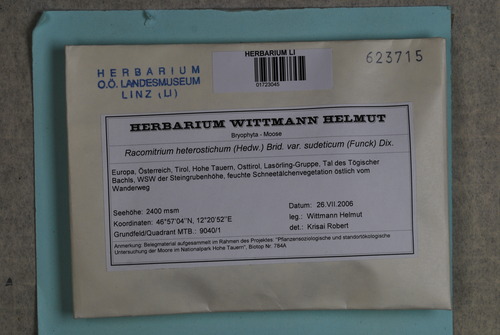 HERBARIUM LI
01723045
623715
HERBARIUM
O.Ö. LANDESMUSEUM
LINZ (LI)
HERBARIUM WITTMANN HELMUT
Bryophyta - Moose
Racomitrium heterostichum (Hedw.) Brid. var. sudeticum (Funck) Dix.
Europa, Österreich, Tirol, Hohe Tauern, Osttirol, Lasörling-Gruppe, Tal des Tögischer
Bachls, WSW der Steingrubenhöhe, feuchte Schneetälchenvegetation östlich vom
Wanderweg
Seehöhe: 2400 msm
Koordinaten: 46°57'04''N, 12°20'52''E
Grundfeld/Quadrant MTB.: 9040/1
Datum: 26.VII.2006
leg.: Wittmann Helmut
det.: Krisai Robert
Anmerkung: Belegmaterial aufgesammelt im Rahmen des Projektes: "Pflanzensoziologische und standortökologische
Untersuchung der Moore im Nationalpark Hohe Tauern"; Biotop Nr. 784A